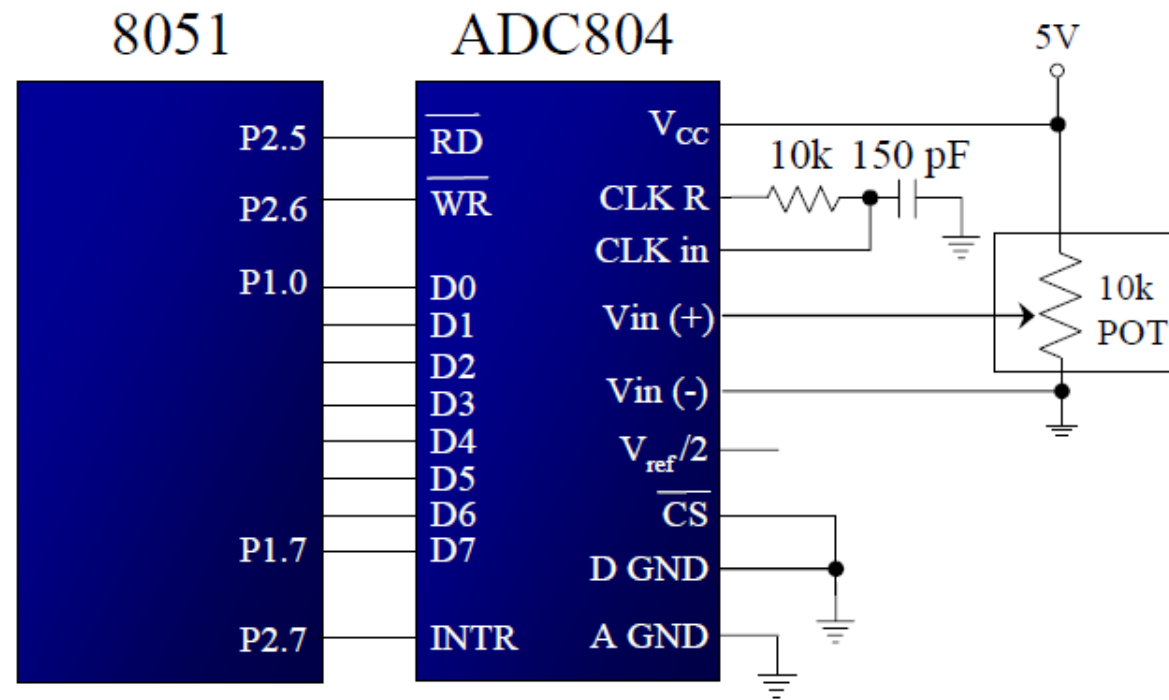 8051
ADC804
5V
P2.5
RD
V_CC
10k 150 pF
P2.6
WR
CLK R
CLK in
P1.0
D0
D1
Vin (+)
10k
POT
D2
D3
Vin (-)
D4
V_ref/2
D5
D6
CS
P1.7
D7
D GND
P2.7
INTR
A GND